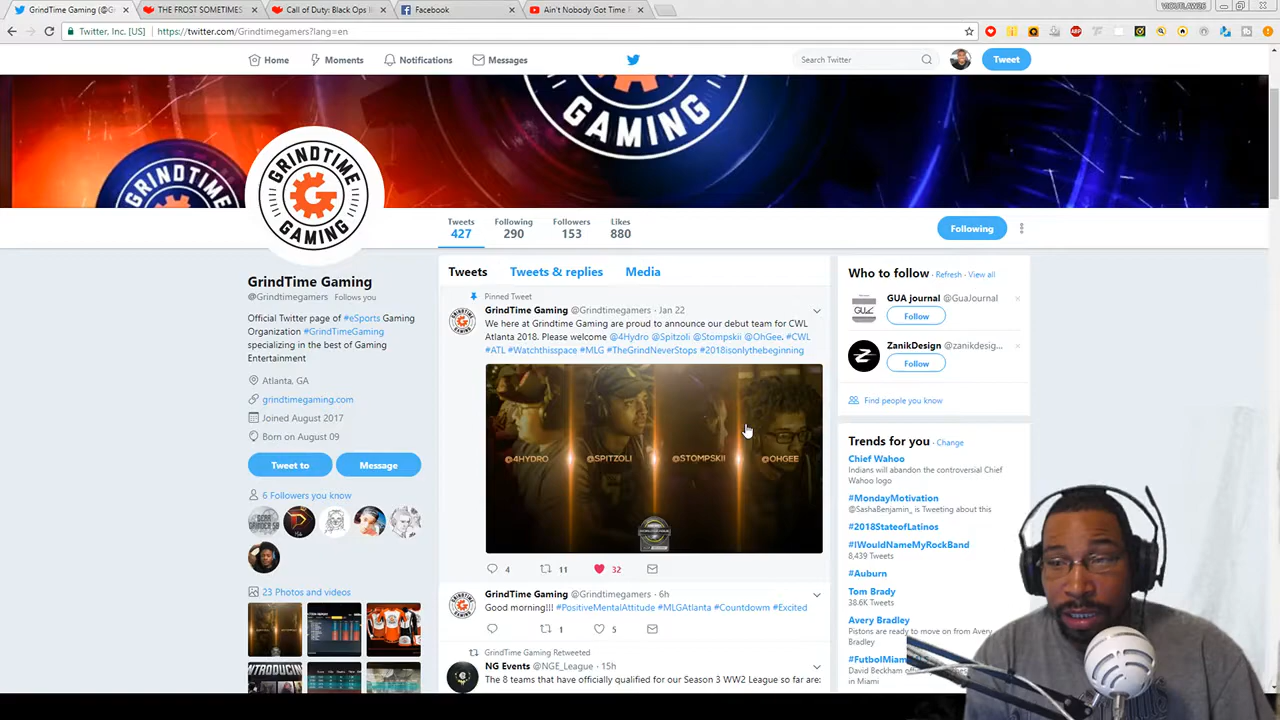 GrindTime Gaming (@G
THE FROST SOMETIMES
Call of Duty: Black Ops I
Facebook
Ain't Nobody Got Time F
Twitter, Inc. [US]
https://twitter.com/Grindtimegamers?lang=en
Home
Moments
Notifications
Messages
Search Twitter
Tweet
GRINDTIME
GAMING
GRINDTIME
GAMING
Tweets
427
Following
290
Followers
153
Likes
880
Following
GrindTime Gaming
@Grindtimegamers Follows you
Official Twitter page of #eSports Gaming
Organization #GrindTimeGaming
specializing in the best of Gaming
Entertainment
Atlanta, GA
grindtimegaming.com
Joined August 2017
Born on August 09
Tweet to
Message
6 Followers you know
23 Photos and videos
Tweets
Tweets & replies
Media
Pinned Tweet
GrindTime Gaming @Grindtimegamers · Jan 22
We here at Grindtime Gaming are proud to announce our debut team for CWL
Atlanta 2018. Please welcome @4Hydro @Spitzoli @Stompskii @OhGee. #CWL
#ATL #Watchthisspace #MLG #TheGrindNeverStops #2018isonlythebeginning
@4HYDRO
@SPITZOLI
@STOMPSKII
@OHGEE
4
11
32
GrindTime Gaming @Grindtimegamers · 6h
Good morning!!! #PositiveMentalAttitude #MLGAtlanta #Countdowm #Excited
1
5
GrindTime Gaming Retweeted
NG Events @NGE_League · 15h
The 8 teams that have officially qualified for our Season 3 WW2 League so far are:
Who to follow · Refresh · View all
GUA journal @GuaJournal
Follow
ZanikDesign @zanikdesig...
Follow
Find people you know
Trends for you · Change
Chief Wahoo
Indians will abandon the controversial Chief
Wahoo logo
#MondayMotivation
@SashaBenjamin_ is Tweeting about this
#2018StateofLatinos
#IWouldNameMyRockBand
8,439 Tweets
#Auburn
Tom Brady
38.6K Tweets
Avery Bradley
Pistons are ready to move on from Avery
Bradley
David Beckham
in Miami